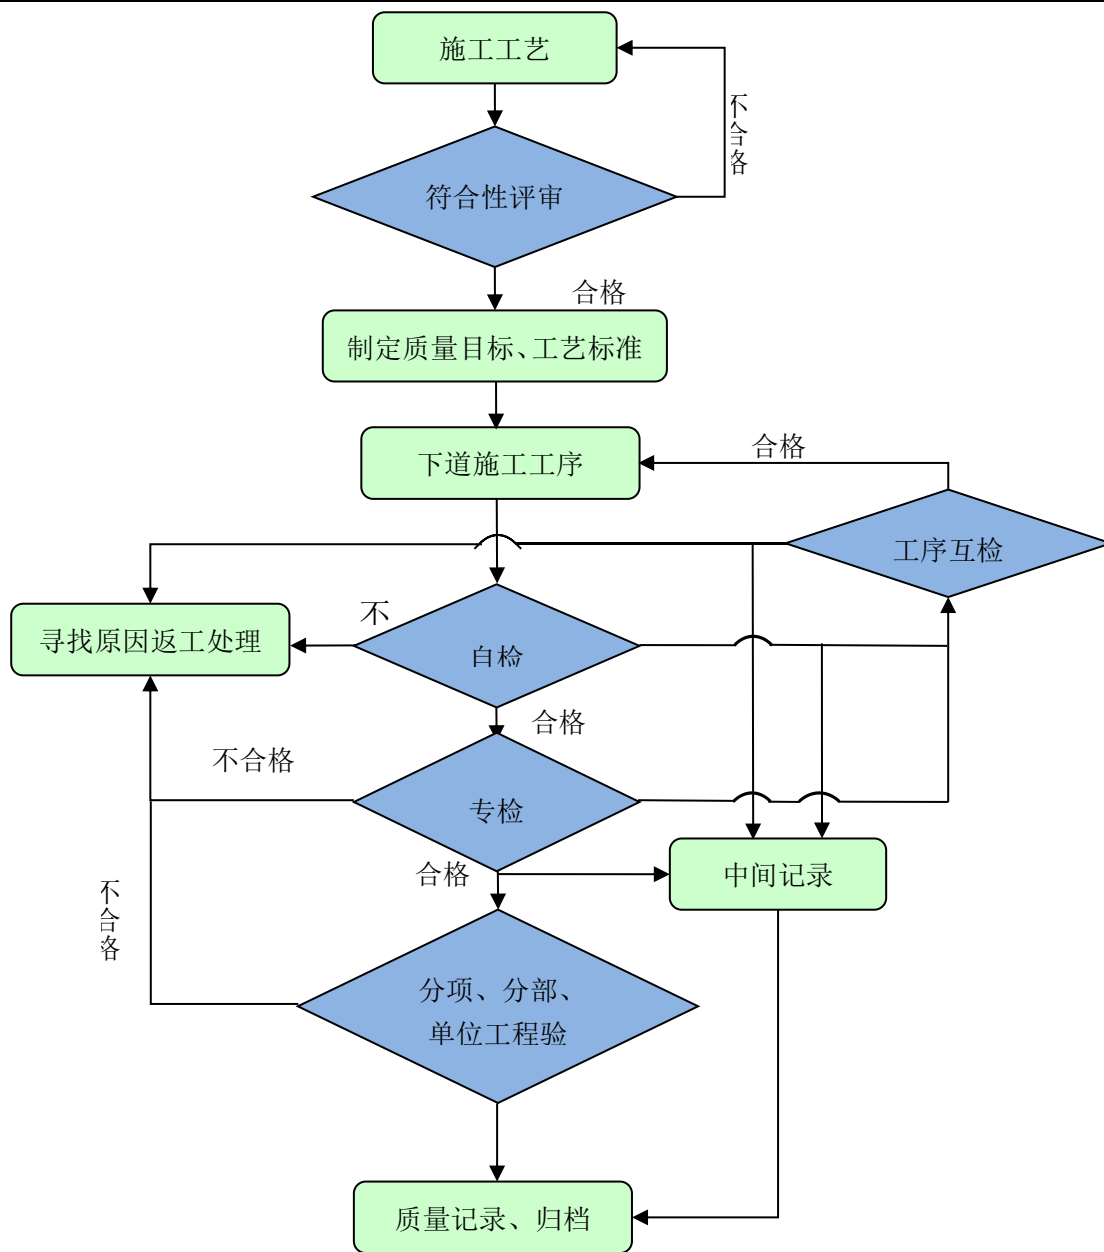 施工工艺
不合格
符合性评审
合格
制定质量目标、工艺标准
下道施工工序
合格
工序互检
不
寻找原因返工处理
自检
合格
不合格
专检
合格
中间记录
不合格
分项、分部、
单位工程验
质量记录、归档